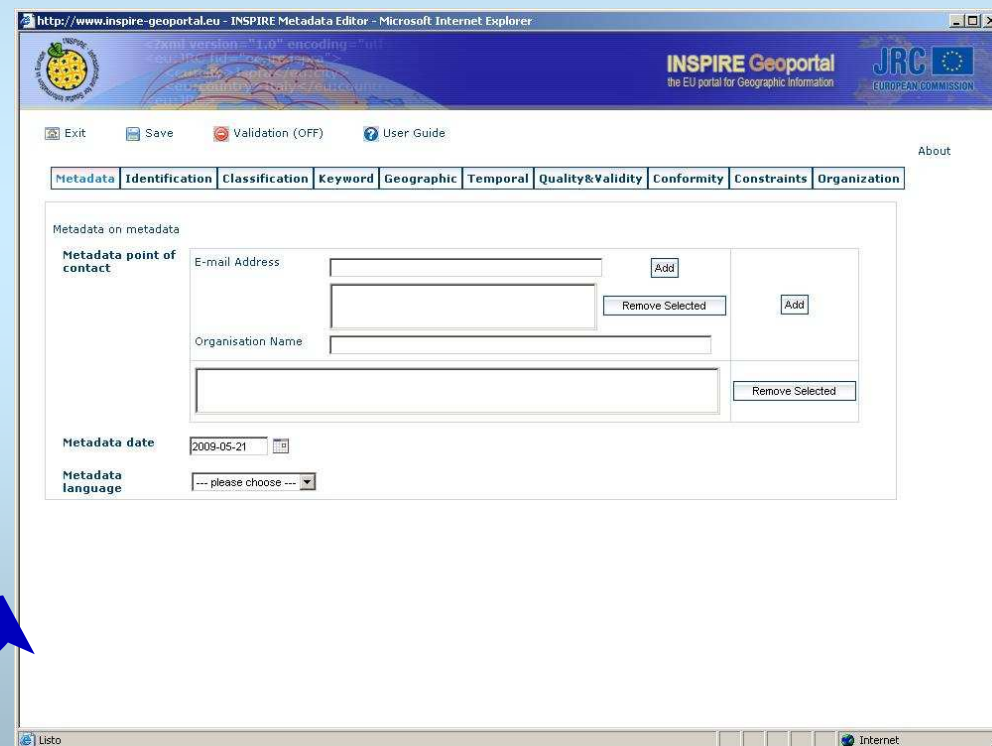 http://www.inspire-geoportal.eu - INSPIRE Metadata Editor - Microsoft Internet Explorer
INSPIRE Geoportal
the EU portal for Geographic Information
JRC
EUROPEAN COMMISSION
Exit Save Validation (OFF) User Guide
About
Metadata Identification Classification Keyword Geographic Temporal Quality&Validity Conformity Constraints Organization
Metadata on metadata
Metadata point of contact
E-mail Address
Add
Remove Selected
Add
Organisation Name
Remove Selected
Metadata date
2009-05-21
Metadata language
--- please choose ---
Listo
Internet